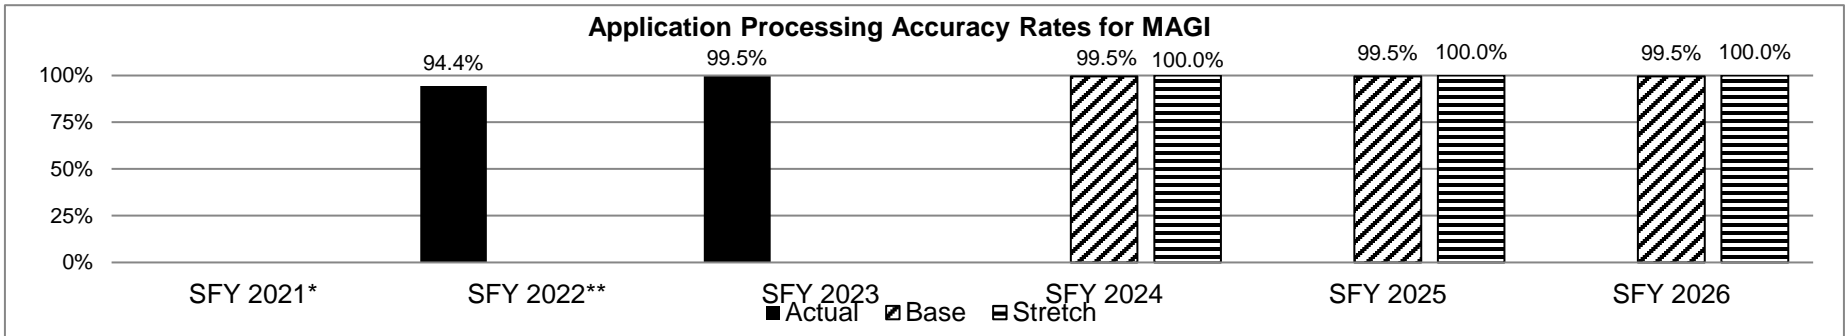 Application Processing Accuracy Rates for MAGI
94.4% 99.5% 99.5% 100.0% 99.5% 100.0% 99.5% 100.0%
100%
75%
50%
25%
0%
SFY 2021* SFY 2022** SFY 2023 SFY 2024 SFY 2025 SFY 2026
Actual Base Stretch